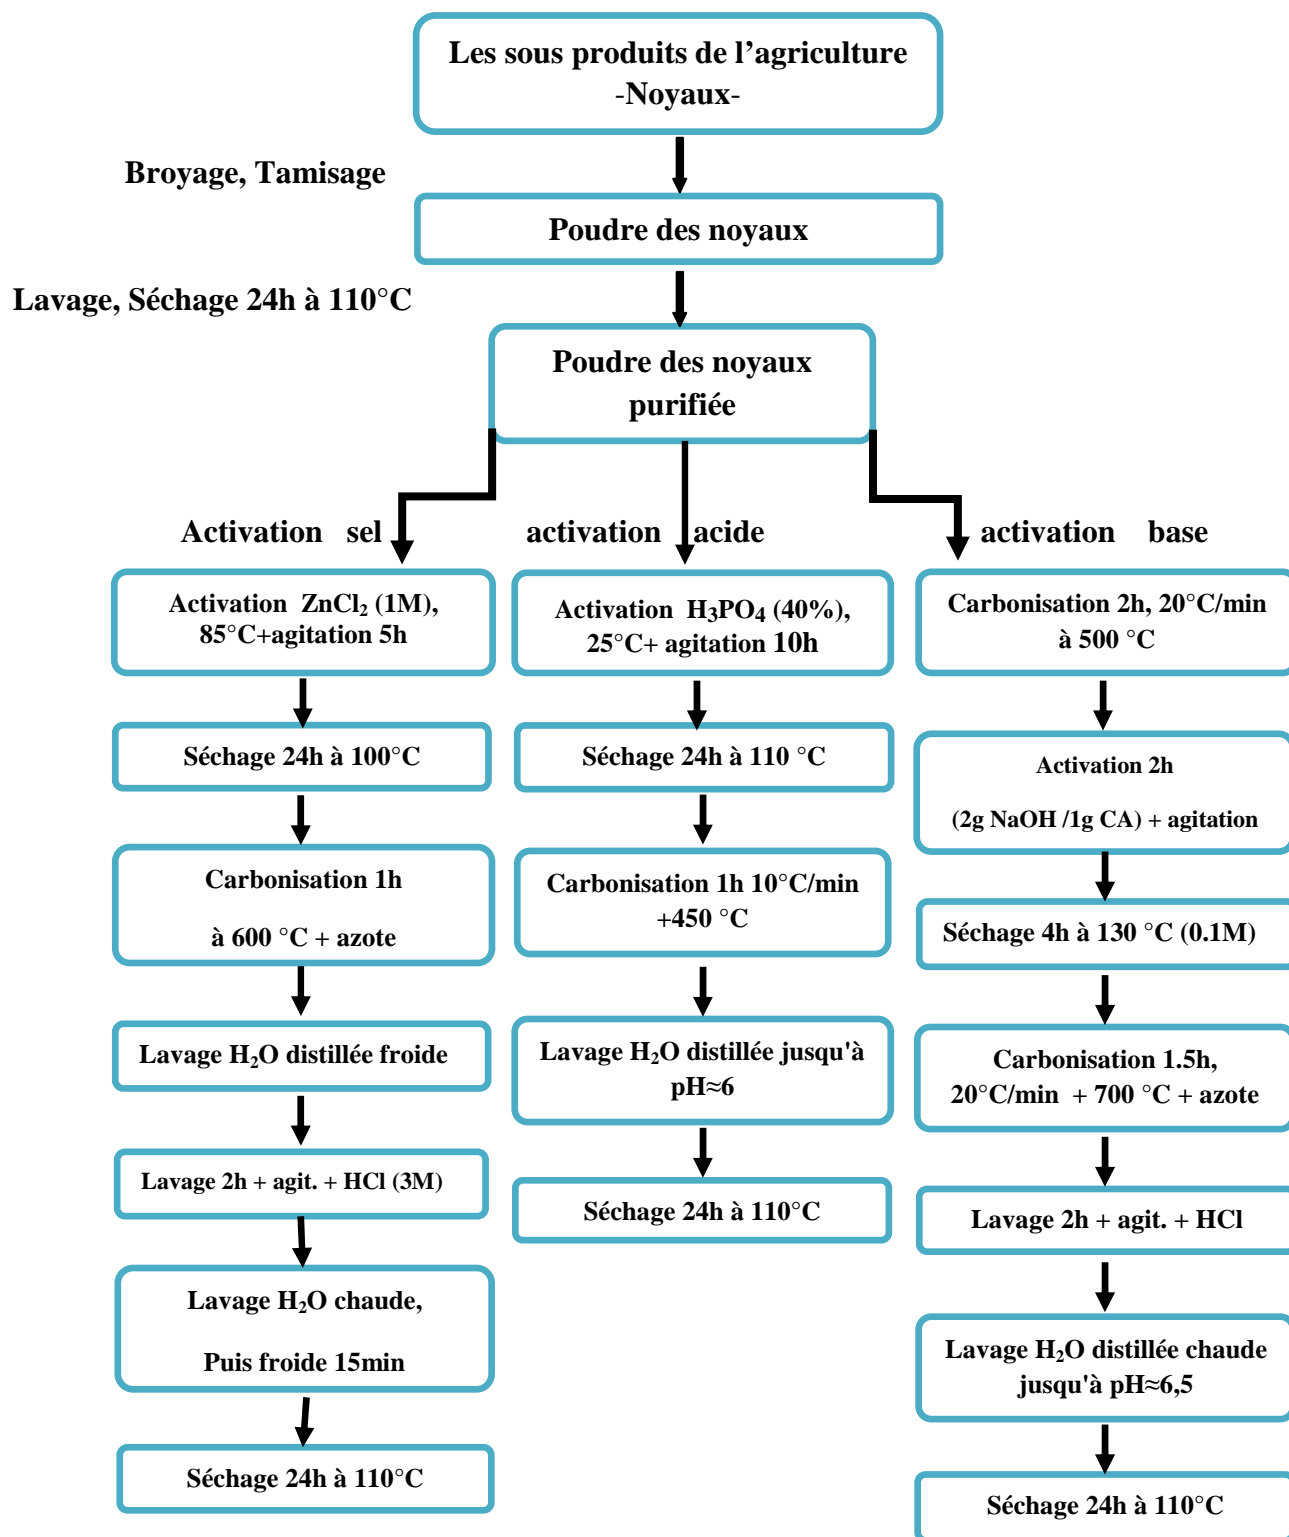 Les sous produits de l’agriculture
-Noyaux-
Broyage, Tamisage
Poudre des noyaux
Lavage, Séchage 24h à 110°C
Poudre des noyaux
purifiée
Activation sel
activation acide
activation base
Activation ZnCl₂ (1M),
85°C+agitation 5h
Séchage 24h à 100°C
Carbonisation 1h
à 600 °C + azote
Lavage H₂O distillée froide
Lavage 2h + agit. + HCl (3M)
Lavage H₂O chaude,
Puis froide 15min
Séchage 24h à 110°C
Activation H₃PO₄ (40%),
25°C+ agitation 10h
Séchage 24h à 110 °C
Carbonisation 1h 10°C/min
+450 °C
Lavage H₂O distillée jusqu'à
pH≈6
Séchage 24h à 110°C
Carbonisation 2h, 20°C/min
à 500 °C
Activation 2h
(2g NaOH /1g CA) + agitation
Séchage 4h à 130 °C (0.1M)
Carbonisation 1.5h,
20°C/min + 700 °C + azote
Lavage 2h + agit. + HCl
Lavage H₂O distillée chaude
jusqu'à pH≈6,5
Séchage 24h à 110°C